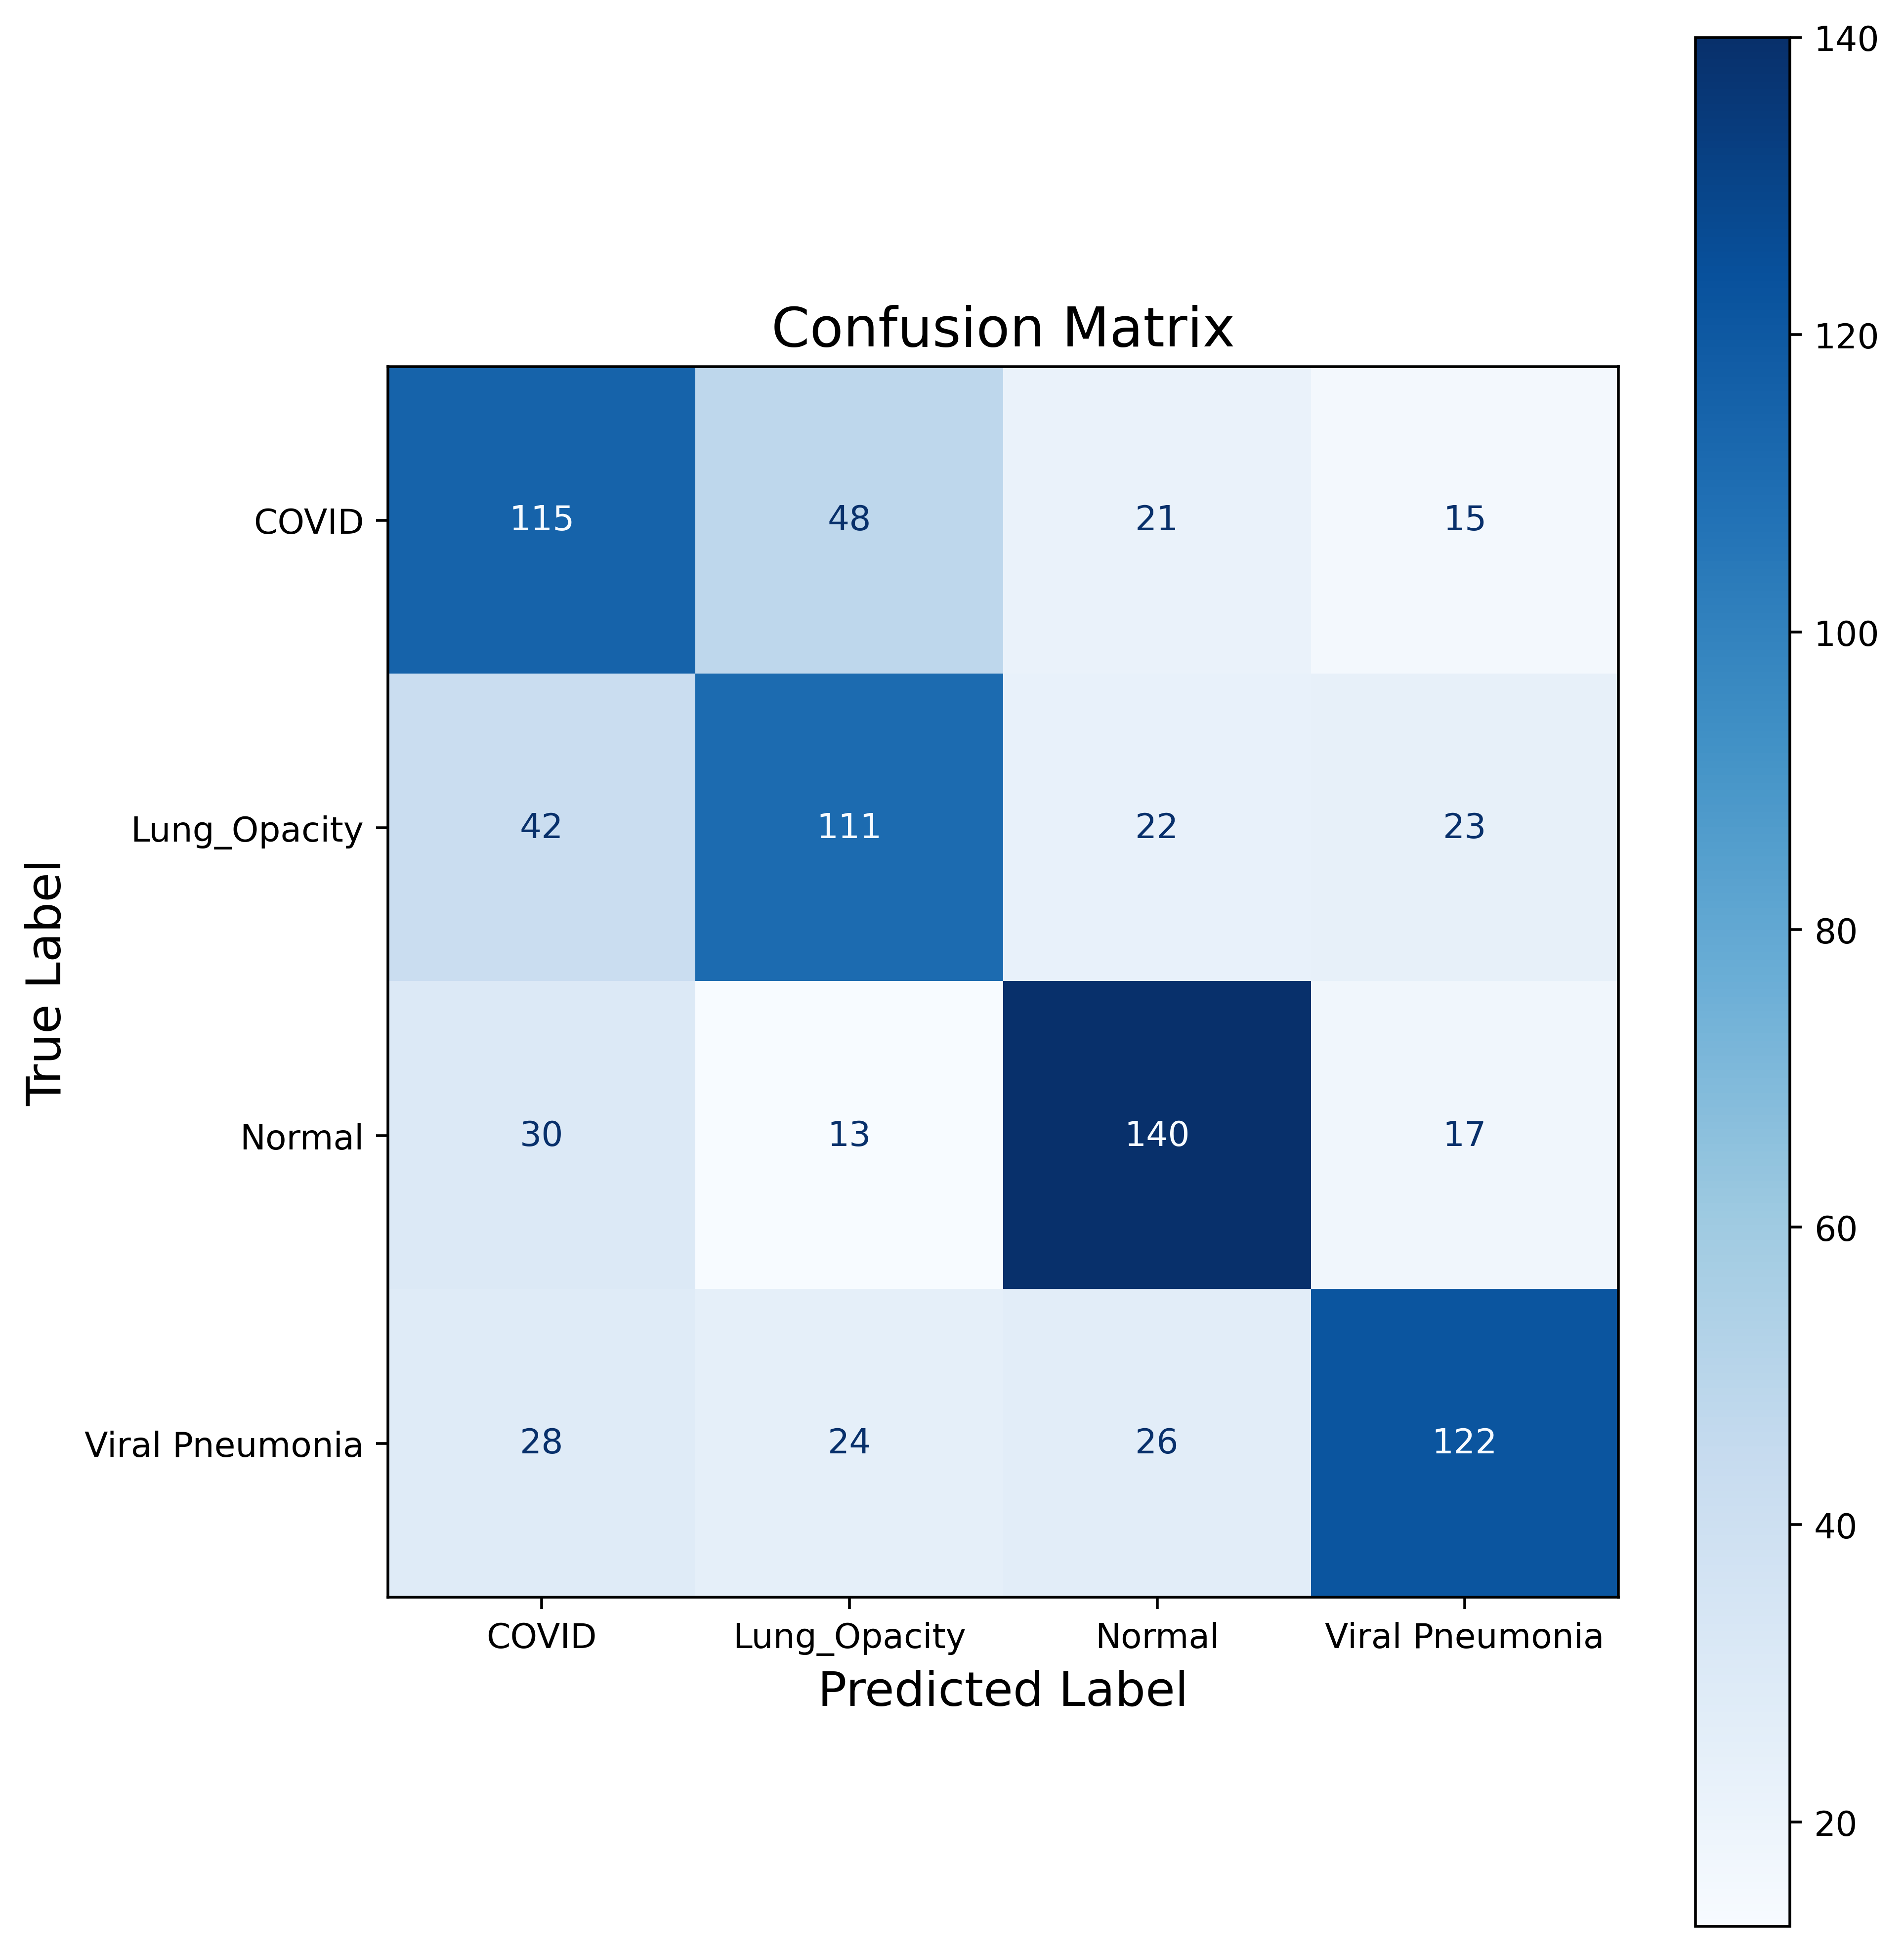 Confusion Matrix
True Label
COVID 115 48 21 15
Lung_Opacity 42 111 22 23
Normal 30 13 140 17
Viral Pneumonia 28 24 26 122
COVID Lung_Opacity Normal Viral Pneumonia
Predicted Label
140
120
100
80
60
40
20